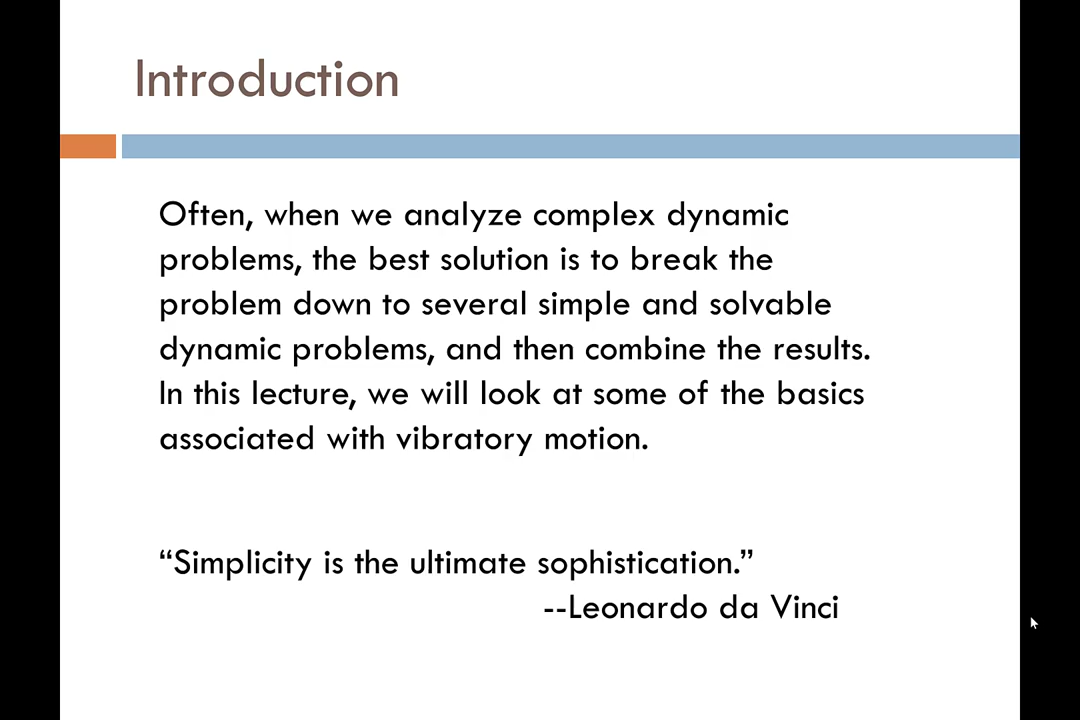 Introduction
Often, when we analyze complex dynamic
problems, the best solution is to break the
problem down to several simple and solvable
dynamic problems, and then combine the results.
In this lecture, we will look at some of the basics
associated with vibratory motion.
“Simplicity is the ultimate sophistication.”
--Leonardo da Vinci